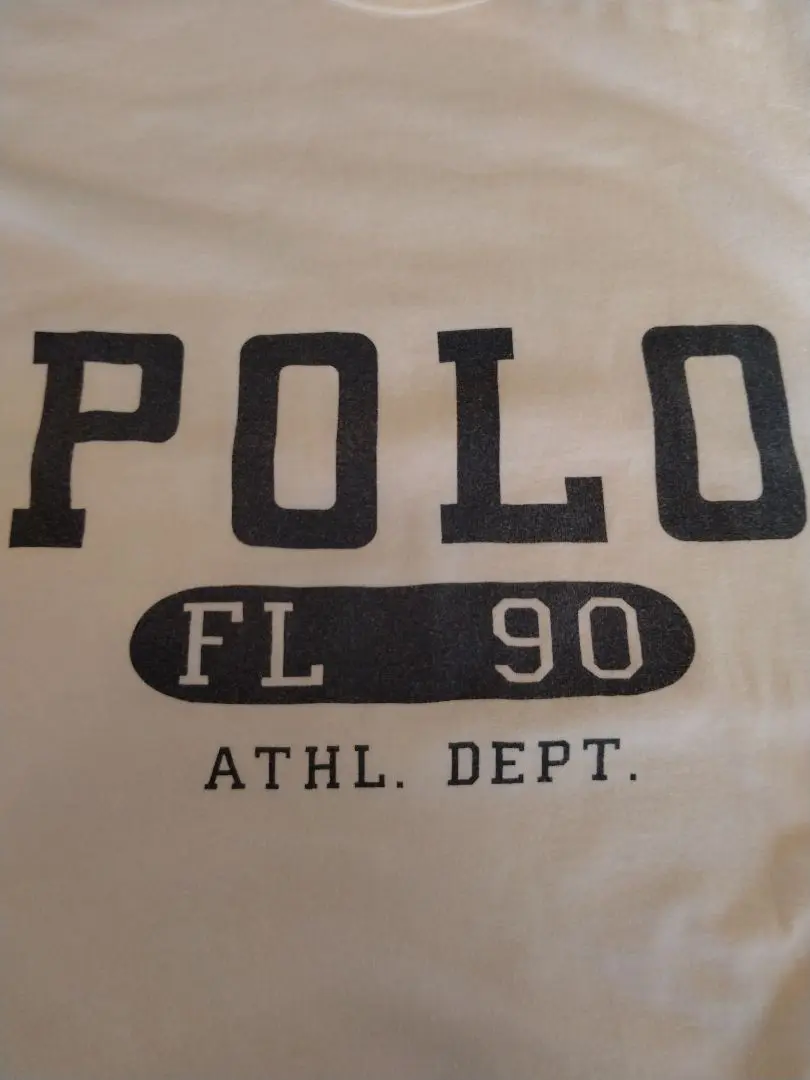 POLO
FL 90
ATHL. DEPT.